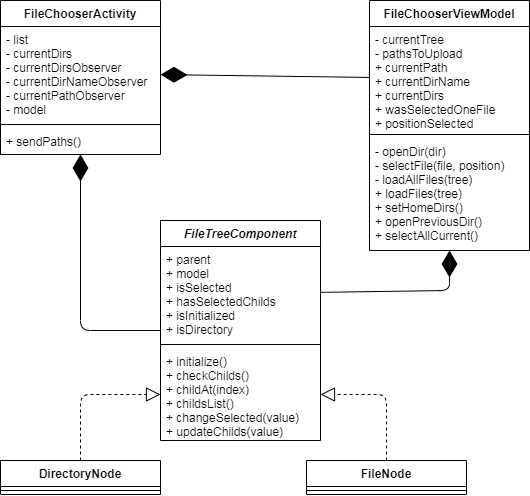 FileChooserActivity
- list
- currentDirs
- currentDirsObserver
- currentDirNameObserver
- currentPathObserver
- model
+ sendPaths()
FileChooserViewModel
- currentTree
- pathsToUpload
+ currentPath
+ currentDirName
+ currentDirs
+ wasSelectedOneFile
+ positionSelected
- openDir(dir)
- selectFile(file, position)
- loadAllFiles(tree)
+ loadFiles(tree)
+ setHomeDirs()
+ openPreviousDir()
+ selectAllCurrent()
FileTreeComponent
+ parent
+ model
+ isSelected
+ hasSelectedChilds
+ isInitialized
+ isDirectory
+ initialize()
+ checkChilds()
+ childAt(index)
+ childsList()
+ changeSelected(value)
+ updateChilds(value)
DirectoryNode
FileNode